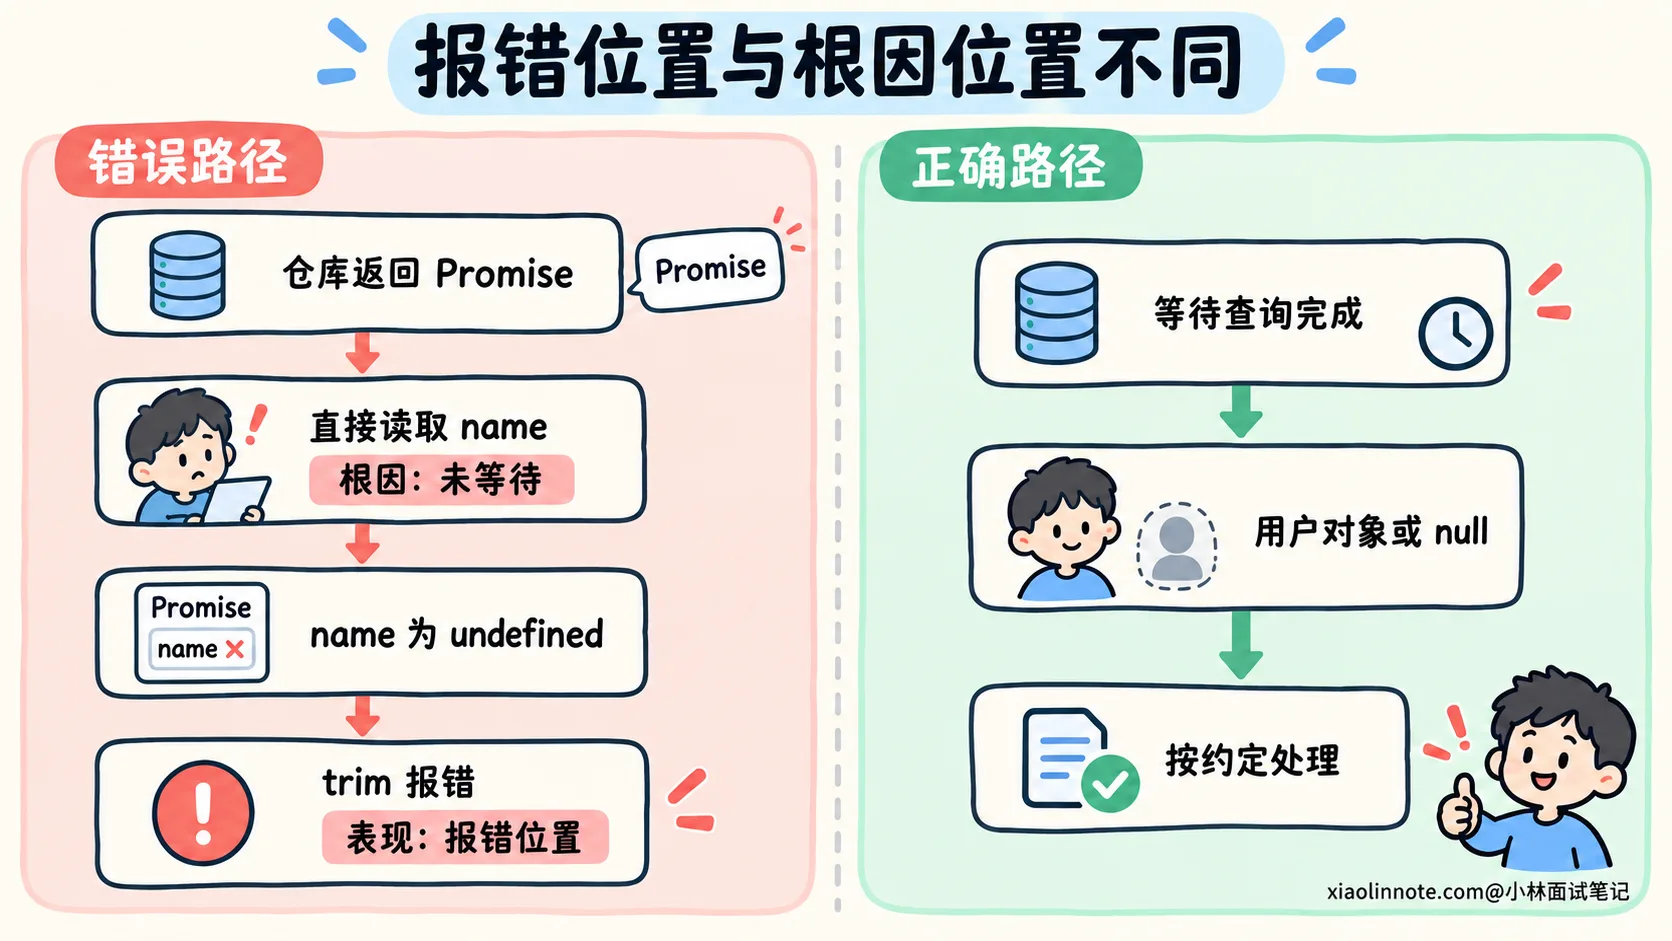 报错位置与根因位置不同
错误路径
仓库返回 Promise
Promise
直接读取 name
根因：未等待
Promise
name
name 为 undefined
trim 报错
表现：报错位置
正确路径
等待查询完成
用户对象或 null
按约定处理
xiaolinnote.com@小林面试笔记